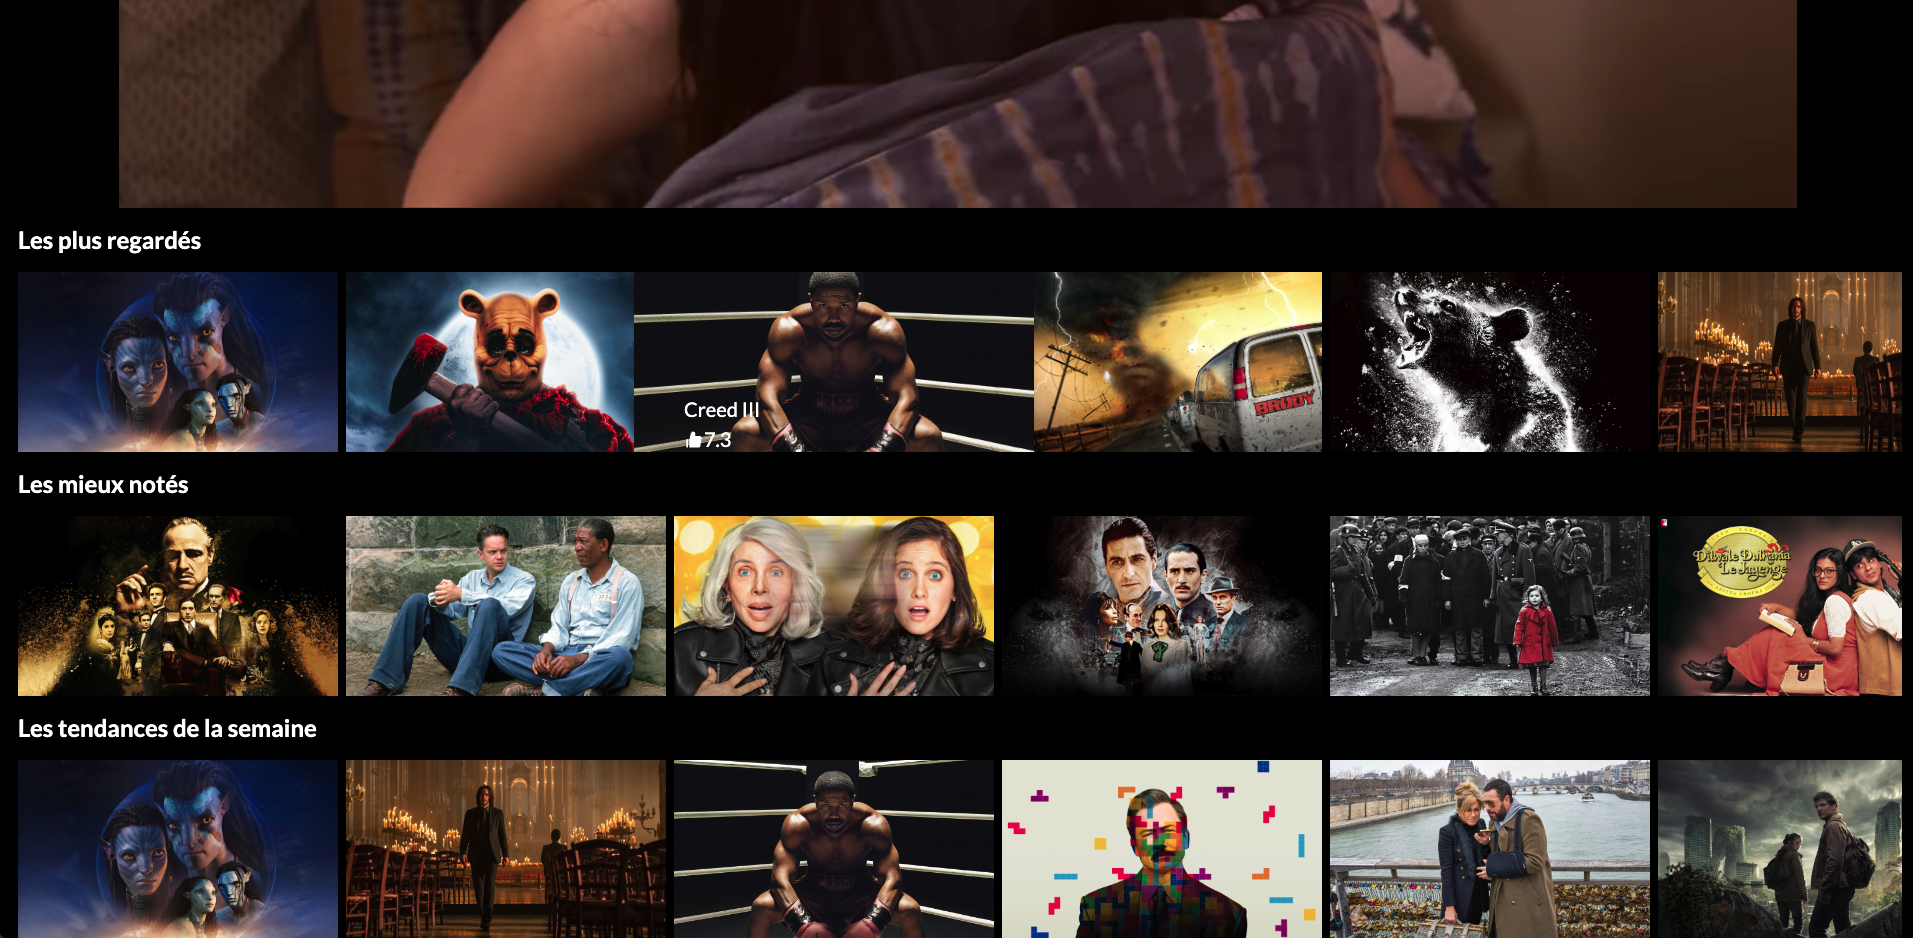 Les plus regardés
Creed III
7.3
BRODY
Les mieux notés
Dilwale Dulhania
Le Jayenge
Les tendances de la semaine